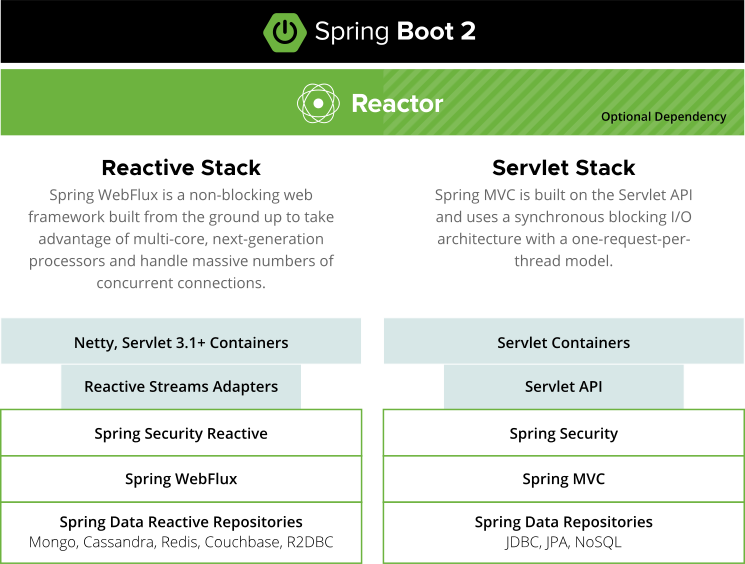 Spring Boot 2
Reactor
Optional Dependency
Reactive Stack
Spring WebFlux is a non-blocking web
framework built from the ground up to take
advantage of multi-core, next-generation
processors and handle massive numbers of
concurrent connections.
Servlet Stack
Spring MVC is built on the Servlet API
and uses a synchronous blocking I/O
architecture with a one-request-per-
thread model.
Netty, Servlet 3.1+ Containers
Reactive Streams Adapters
Spring Security Reactive
Spring WebFlux
Spring Data Reactive Repositories
Mongo, Cassandra, Redis, Couchbase, R2DBC
Servlet Containers
Servlet API
Spring Security
Spring MVC
Spring Data Repositories
JDBC, JPA, NoSQL